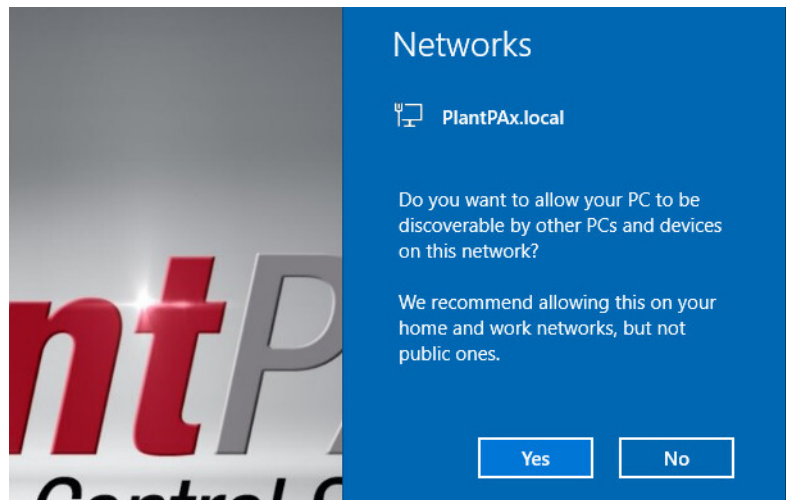 Networks
PlantPAx.local
Do you want to allow your PC to be
discoverable by other PCs and devices
on this network?
We recommend allowing this on your
home and work networks, but not
public ones.
Yes
No
ntP